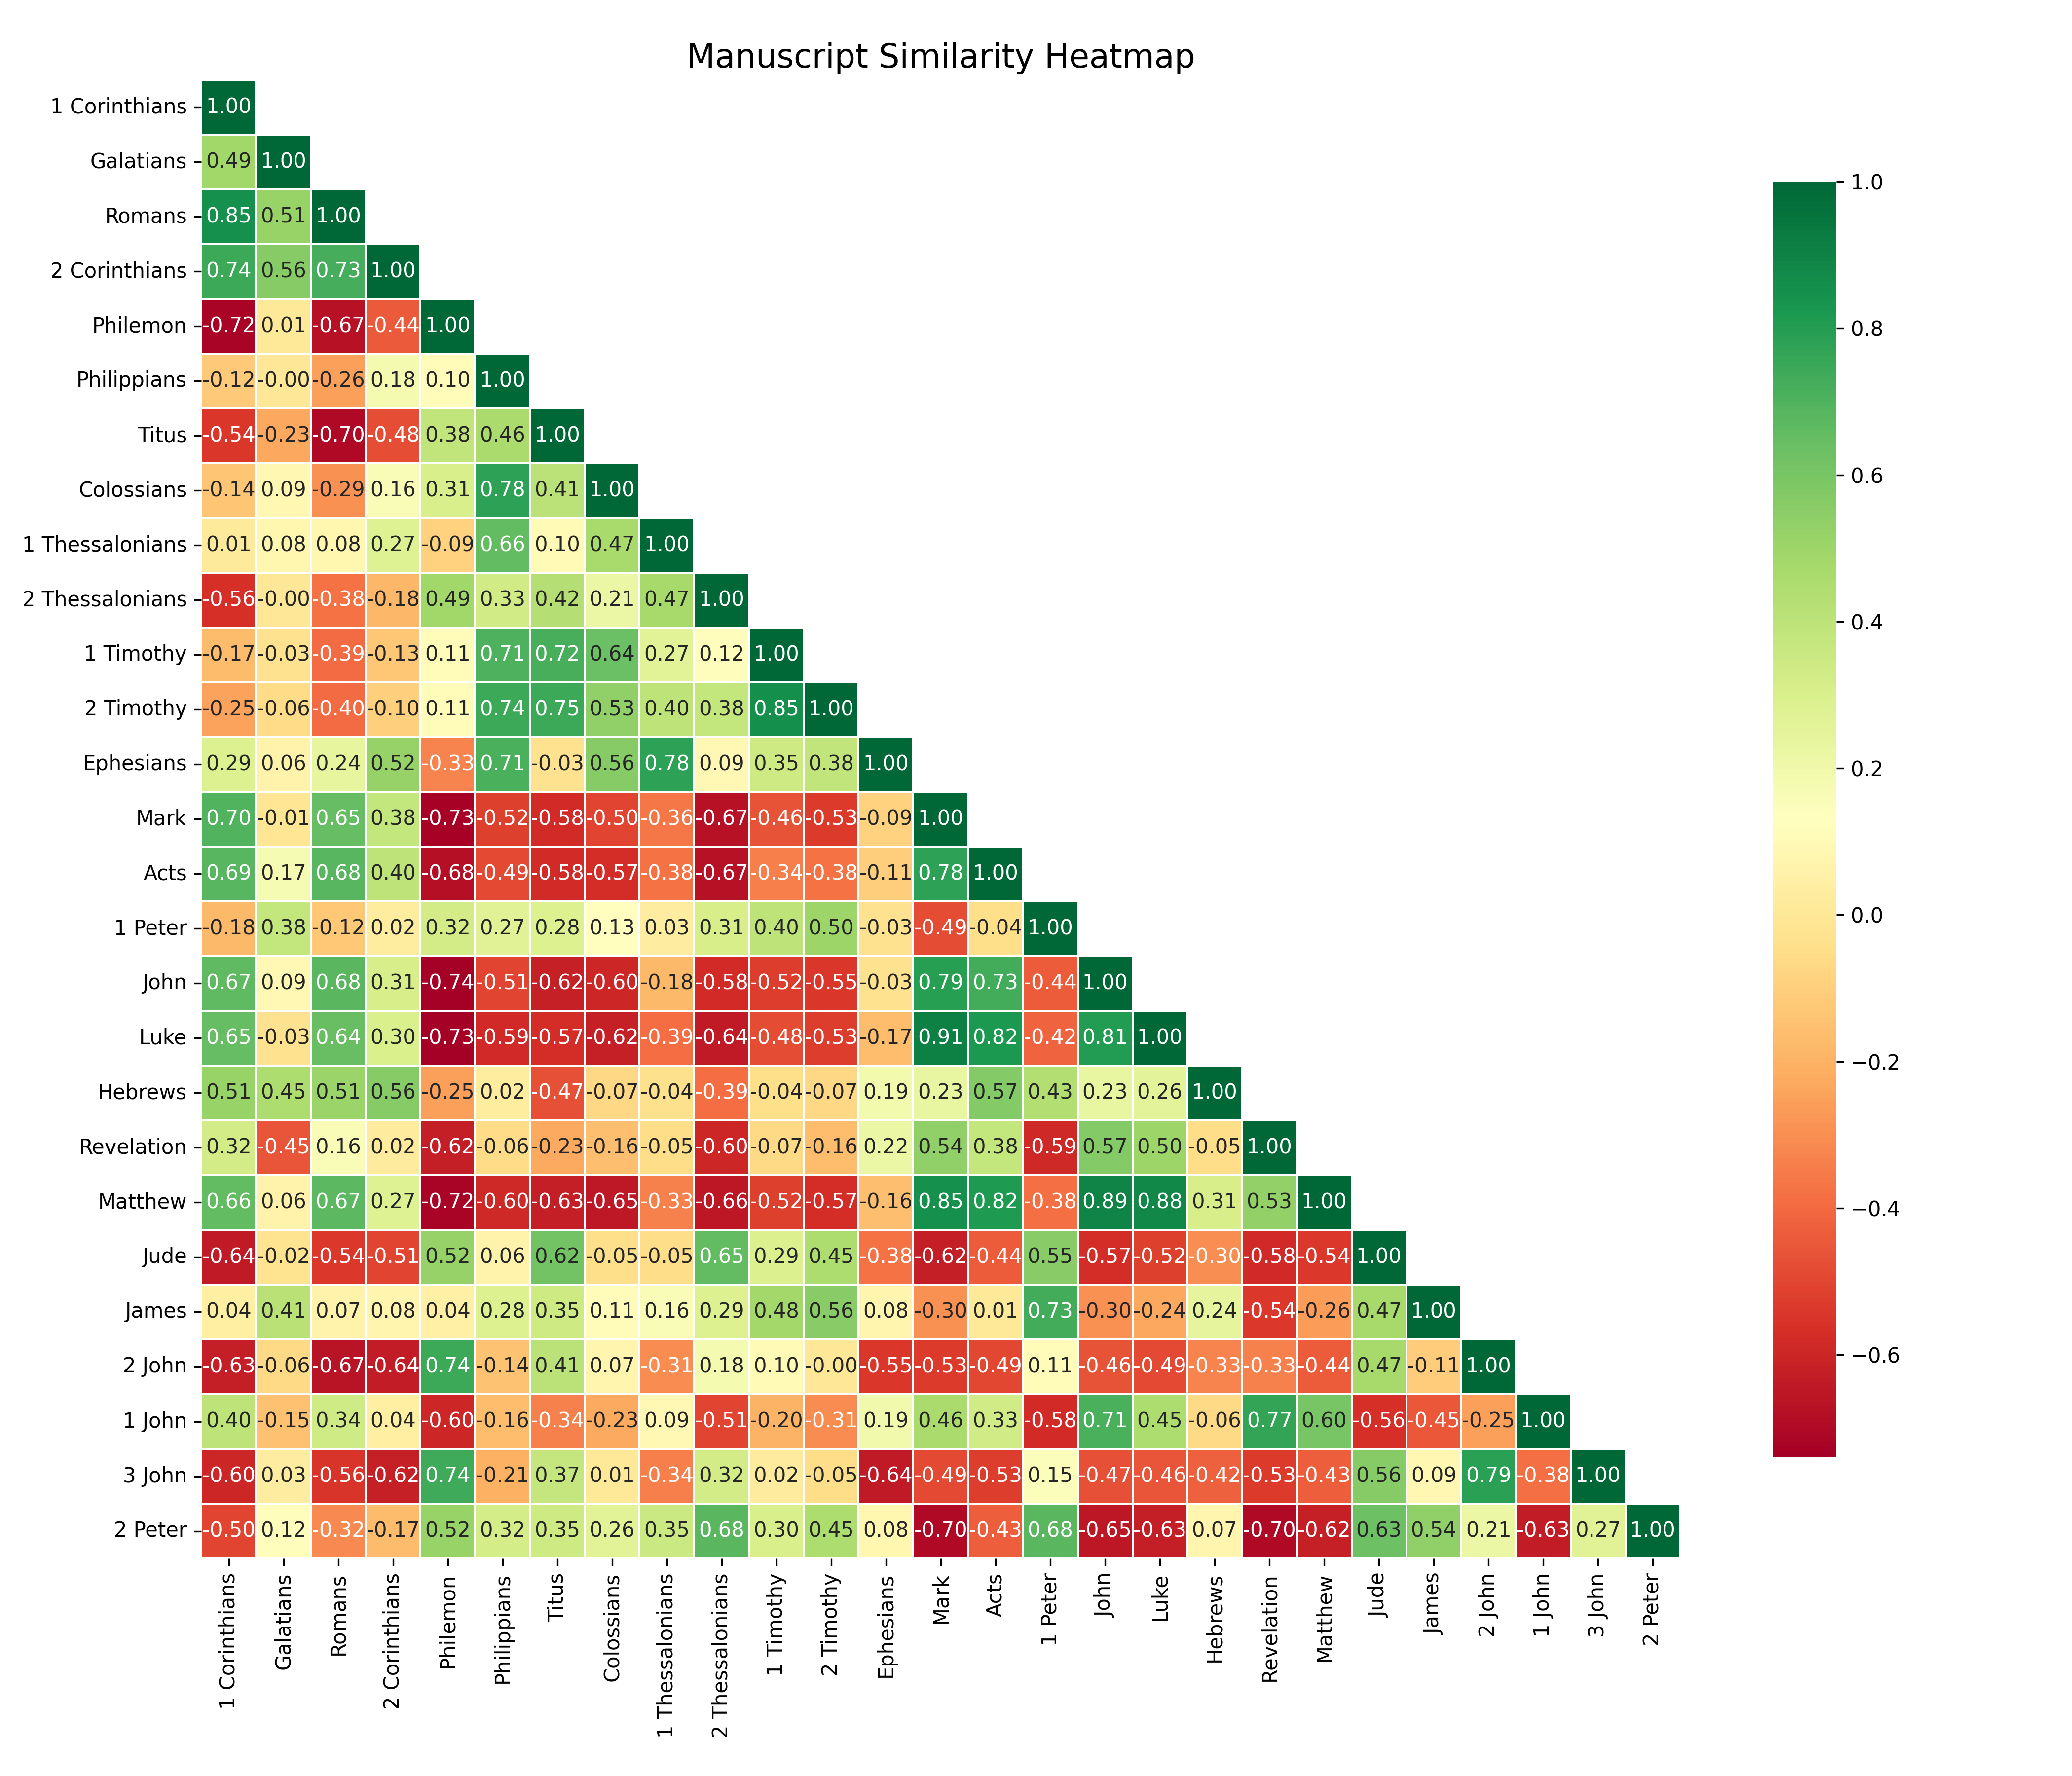 Manuscript Similarity Heatmap
1 Corinthians 1.00
Galatians 0.49 1.00
Romans 0.85 0.51 1.00
2 Corinthians 0.74 0.56 0.73 1.00
Philemon -0.72 0.01 -0.67 -0.44 1.00
Philippians -0.12 -0.00 -0.26 0.18 0.10 1.00
Titus -0.54 -0.23 -0.70 -0.48 0.38 0.46 1.00
Colossians -0.14 0.09 -0.29 0.16 0.31 0.78 0.41 1.00
1 Thessalonians 0.01 0.08 0.08 0.27 -0.09 0.66 0.10 0.47 1.00
2 Thessalonians -0.56 -0.00 -0.38 -0.18 0.49 0.33 0.42 0.21 0.47 1.00
1 Timothy -0.17 -0.03 -0.39 -0.13 0.11 0.71 0.72 0.64 0.27 0.12 1.00
2 Timothy -0.25 -0.06 -0.40 -0.10 0.11 0.74 0.75 0.53 0.40 0.38 0.85 1.00
Ephesians 0.29 0.06 0.24 0.52 -0.33 0.71 -0.03 0.56 0.78 0.09 0.35 0.38 1.00
Mark 0.70 -0.01 0.65 0.38 -0.73 -0.52 -0.58 -0.50 -0.36 -0.67 -0.46 -0.53 -0.09 1.00
Acts 0.69 0.17 0.68 0.40 -0.68 -0.49 -0.58 -0.57 -0.38 -0.67 -0.34 -0.38 -0.11 0.78 1.00
1 Peter -0.18 0.38 -0.12 0.02 0.32 0.27 0.28 0.13 0.03 0.31 0.40 0.50 -0.03 -0.49 -0.04 1.00
John 0.67 0.09 0.68 0.31 -0.74 -0.51 -0.62 -0.60 -0.18 -0.58 -0.52 -0.55 -0.03 0.79 0.73 -0.44 1.00
Luke 0.65 -0.03 0.64 0.30 -0.73 -0.59 -0.57 -0.62 -0.39 -0.64 -0.48 -0.53 -0.17 0.91 0.82 -0.42 0.81 1.00
Hebrews 0.51 0.45 0.51 0.56 -0.25 0.02 -0.47 -0.07 -0.04 -0.39 -0.04 -0.07 0.19 0.23 0.57 0.43 0.23 0.26 1.00
Revelation 0.32 -0.45 0.16 0.02 -0.62 -0.06 -0.23 -0.16 -0.05 -0.60 -0.07 -0.16 0.22 0.54 0.38 -0.59 0.57 0.50 -0.05 1.00
Matthew 0.66 0.06 0.67 0.27 -0.72 -0.60 -0.63 -0.65 -0.33 -0.66 -0.52 -0.57 -0.16 0.85 0.82 -0.38 0.89 0.88 0.31 0.53 1.00
Jude -0.64 -0.02 -0.54 -0.51 0.52 0.06 0.62 -0.05 -0.05 0.65 0.29 0.45 -0.38 -0.62 -0.44 0.55 -0.57 -0.52 -0.30 -0.58 -0.54 1.00
James 0.04 0.41 0.07 0.08 0.04 0.28 0.35 0.11 0.16 0.29 0.48 0.56 0.08 -0.30 0.01 0.73 -0.30 -0.24 0.24 -0.54 -0.26 0.47 1.00
2 John -0.63 -0.06 -0.67 -0.64 0.74 -0.14 0.41 0.07 -0.31 0.18 0.10 -0.00 -0.55 -0.53 -0.49 0.11 -0.46 -0.49 -0.33 -0.33 -0.44 0.47 -0.11 1.00
1 John 0.40 -0.15 0.34 0.04 -0.60 -0.16 -0.34 -0.23 0.09 -0.51 -0.20 -0.31 0.19 0.46 0.33 -0.58 0.71 0.45 -0.06 0.77 0.60 -0.56 -0.45 -0.25 1.00
3 John -0.60 0.03 -0.56 -0.62 0.74 -0.21 0.37 0.01 -0.34 0.32 0.02 -0.05 -0.64 -0.49 -0.53 0.15 -0.47 -0.46 -0.42 -0.53 -0.43 0.56 0.09 0.79 -0.38 1.00
2 Peter -0.50 0.12 -0.32 -0.17 0.52 0.32 0.35 0.26 0.35 0.68 0.30 0.45 0.08 -0.70 -0.43 0.68 -0.65 -0.63 0.07 -0.70 -0.62 0.63 0.54 0.21 -0.63 0.27 1.00
1 Corinthians
Galatians
Romans
2 Corinthians
Philemon
Philippians
Titus
Colossians
1 Thessalonians
2 Thessalonians
1 Timothy
2 Timothy
Ephesians
Mark
Acts
1 Peter
John
Luke
Hebrews
Revelation
Matthew
Jude
James
2 John
1 John
3 John
2 Peter
1.0
0.8
0.6
0.4
0.2
0.0
−0.2
−0.4
−0.6